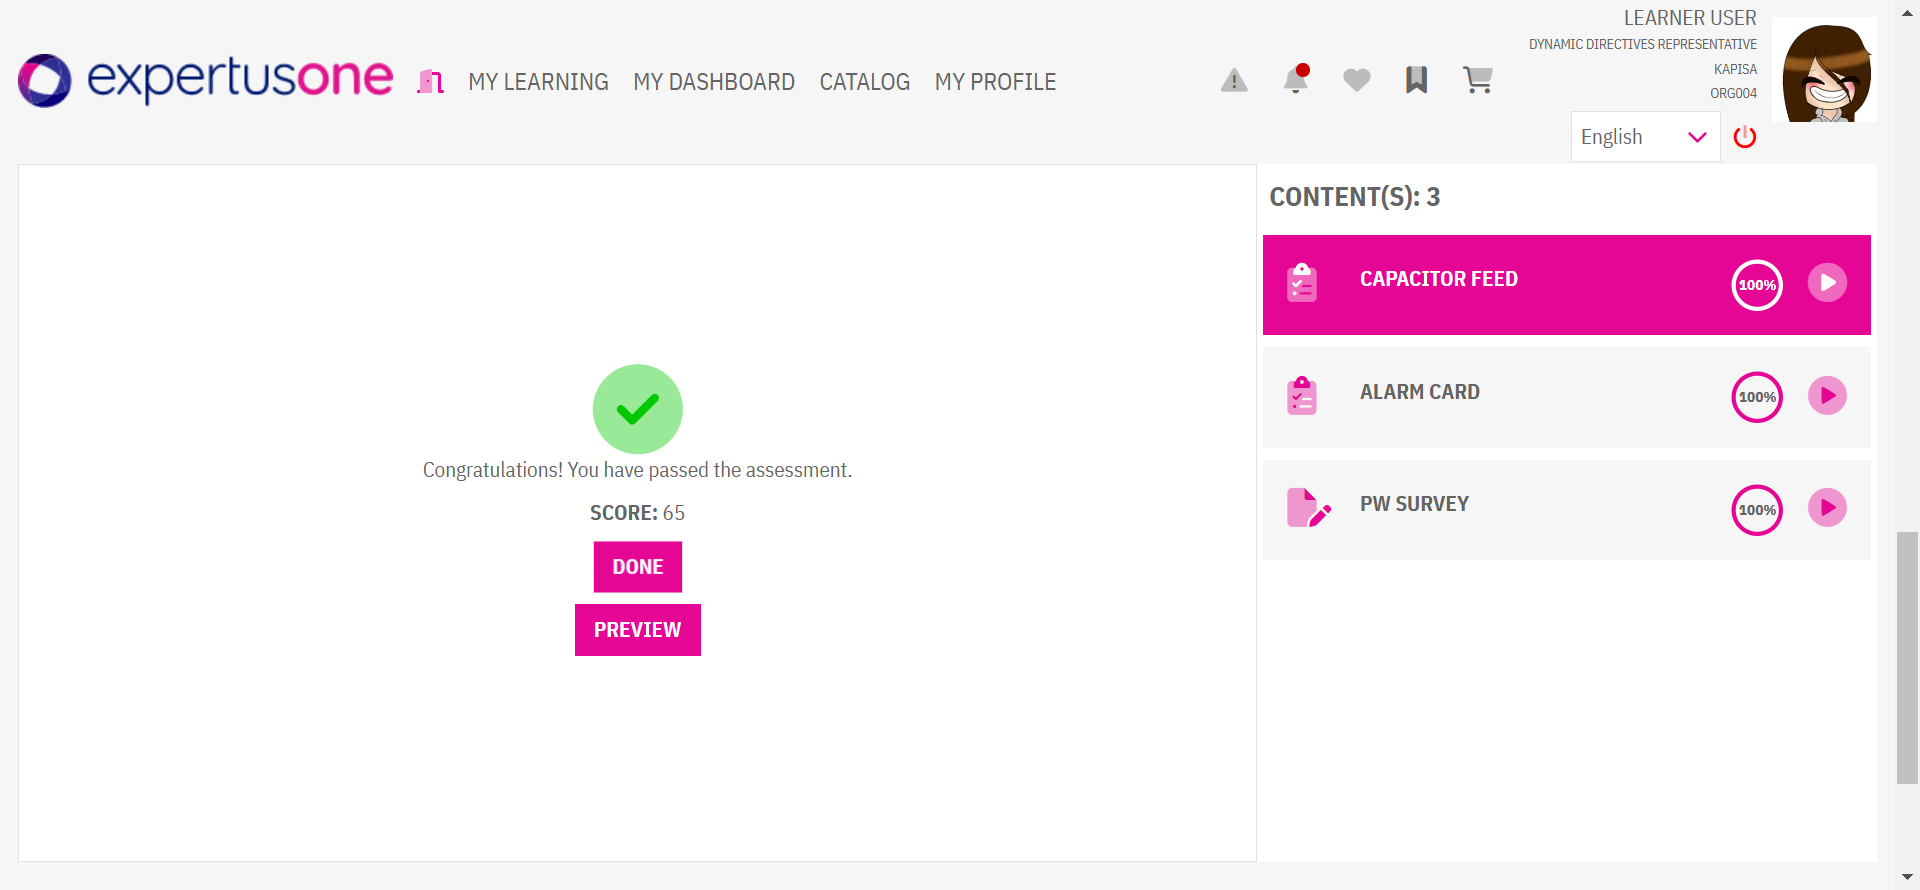 expertusone
MY LEARNING
MY DASHBOARD
CATALOG
MY PROFILE
LEARNER USER
DYNAMIC DIRECTIVES REPRESENTATIVE
KAPISA
ORG004
English
Congratulations! You have passed the assessment.
SCORE: 65
DONE
PREVIEW
CONTENT(S): 3
CAPACITOR FEED
100%
ALARM CARD
100%
PW SURVEY
100%